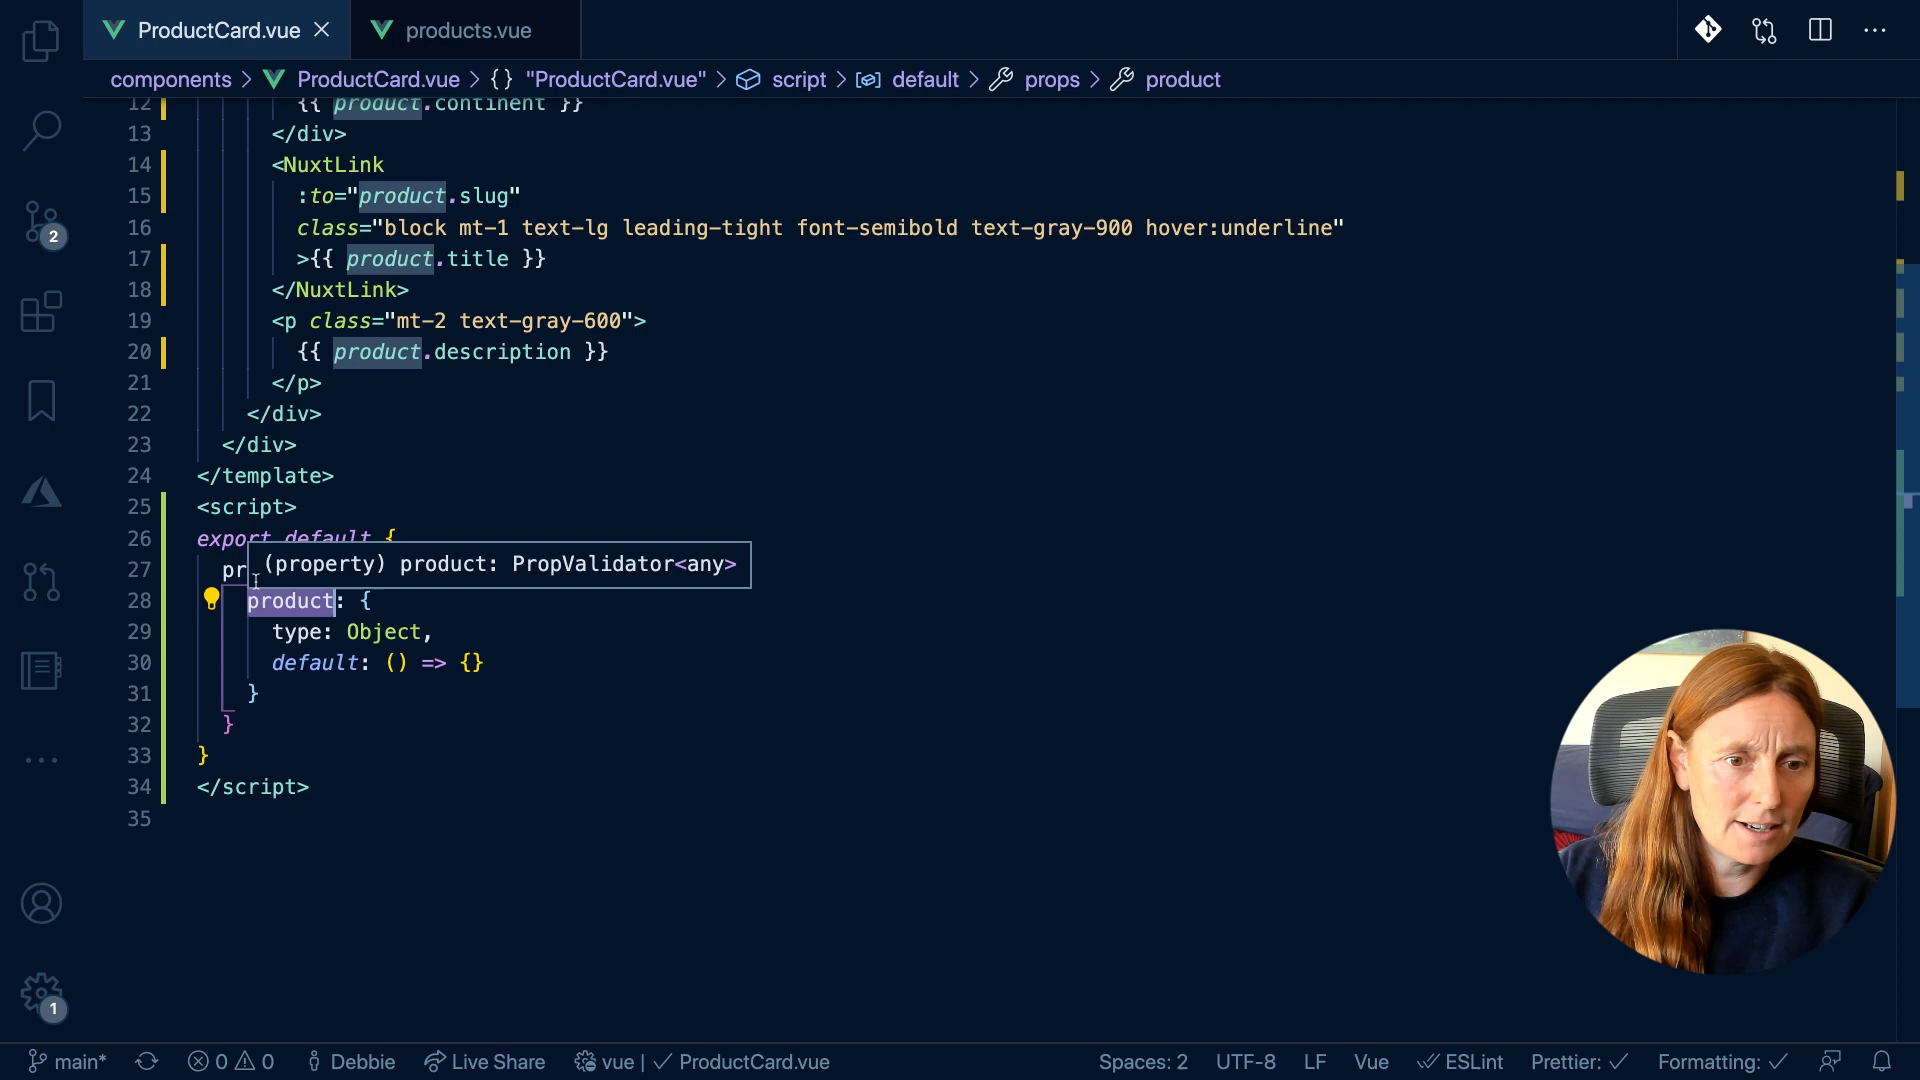 ProductCard.vue
products.vue
components > ProductCard.vue > {} "ProductCard.vue" > script > default > props > product
12 {{ product.continent }}
13 </div>
14 <NuxtLink
15 :to="product.slug"
16 class="block mt-1 text-lg leading-tight font-semibold text-gray-900 hover:underline"
17 >{{ product.title }}
18 </NuxtLink>
19 <p class="mt-2 text-gray-600">
20 {{ product.description }}
21 </p>
22 </div>
23 </div>
24 </template>
25 <script>
26 export default {
(property) product: PropValidator<any>
27 pr
28 product: {
29 type: Object,
30 default: () => {}
31 }
32 }
33 }
34 </script>
35
2
1
main* 0 0 Debbie Live Share vue | ✓ ProductCard.vue Spaces: 2 UTF-8 LF Vue ESLint Prettier: ✓ Formatting: ✓